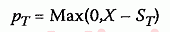 p_T = Max(0,X − S_T)